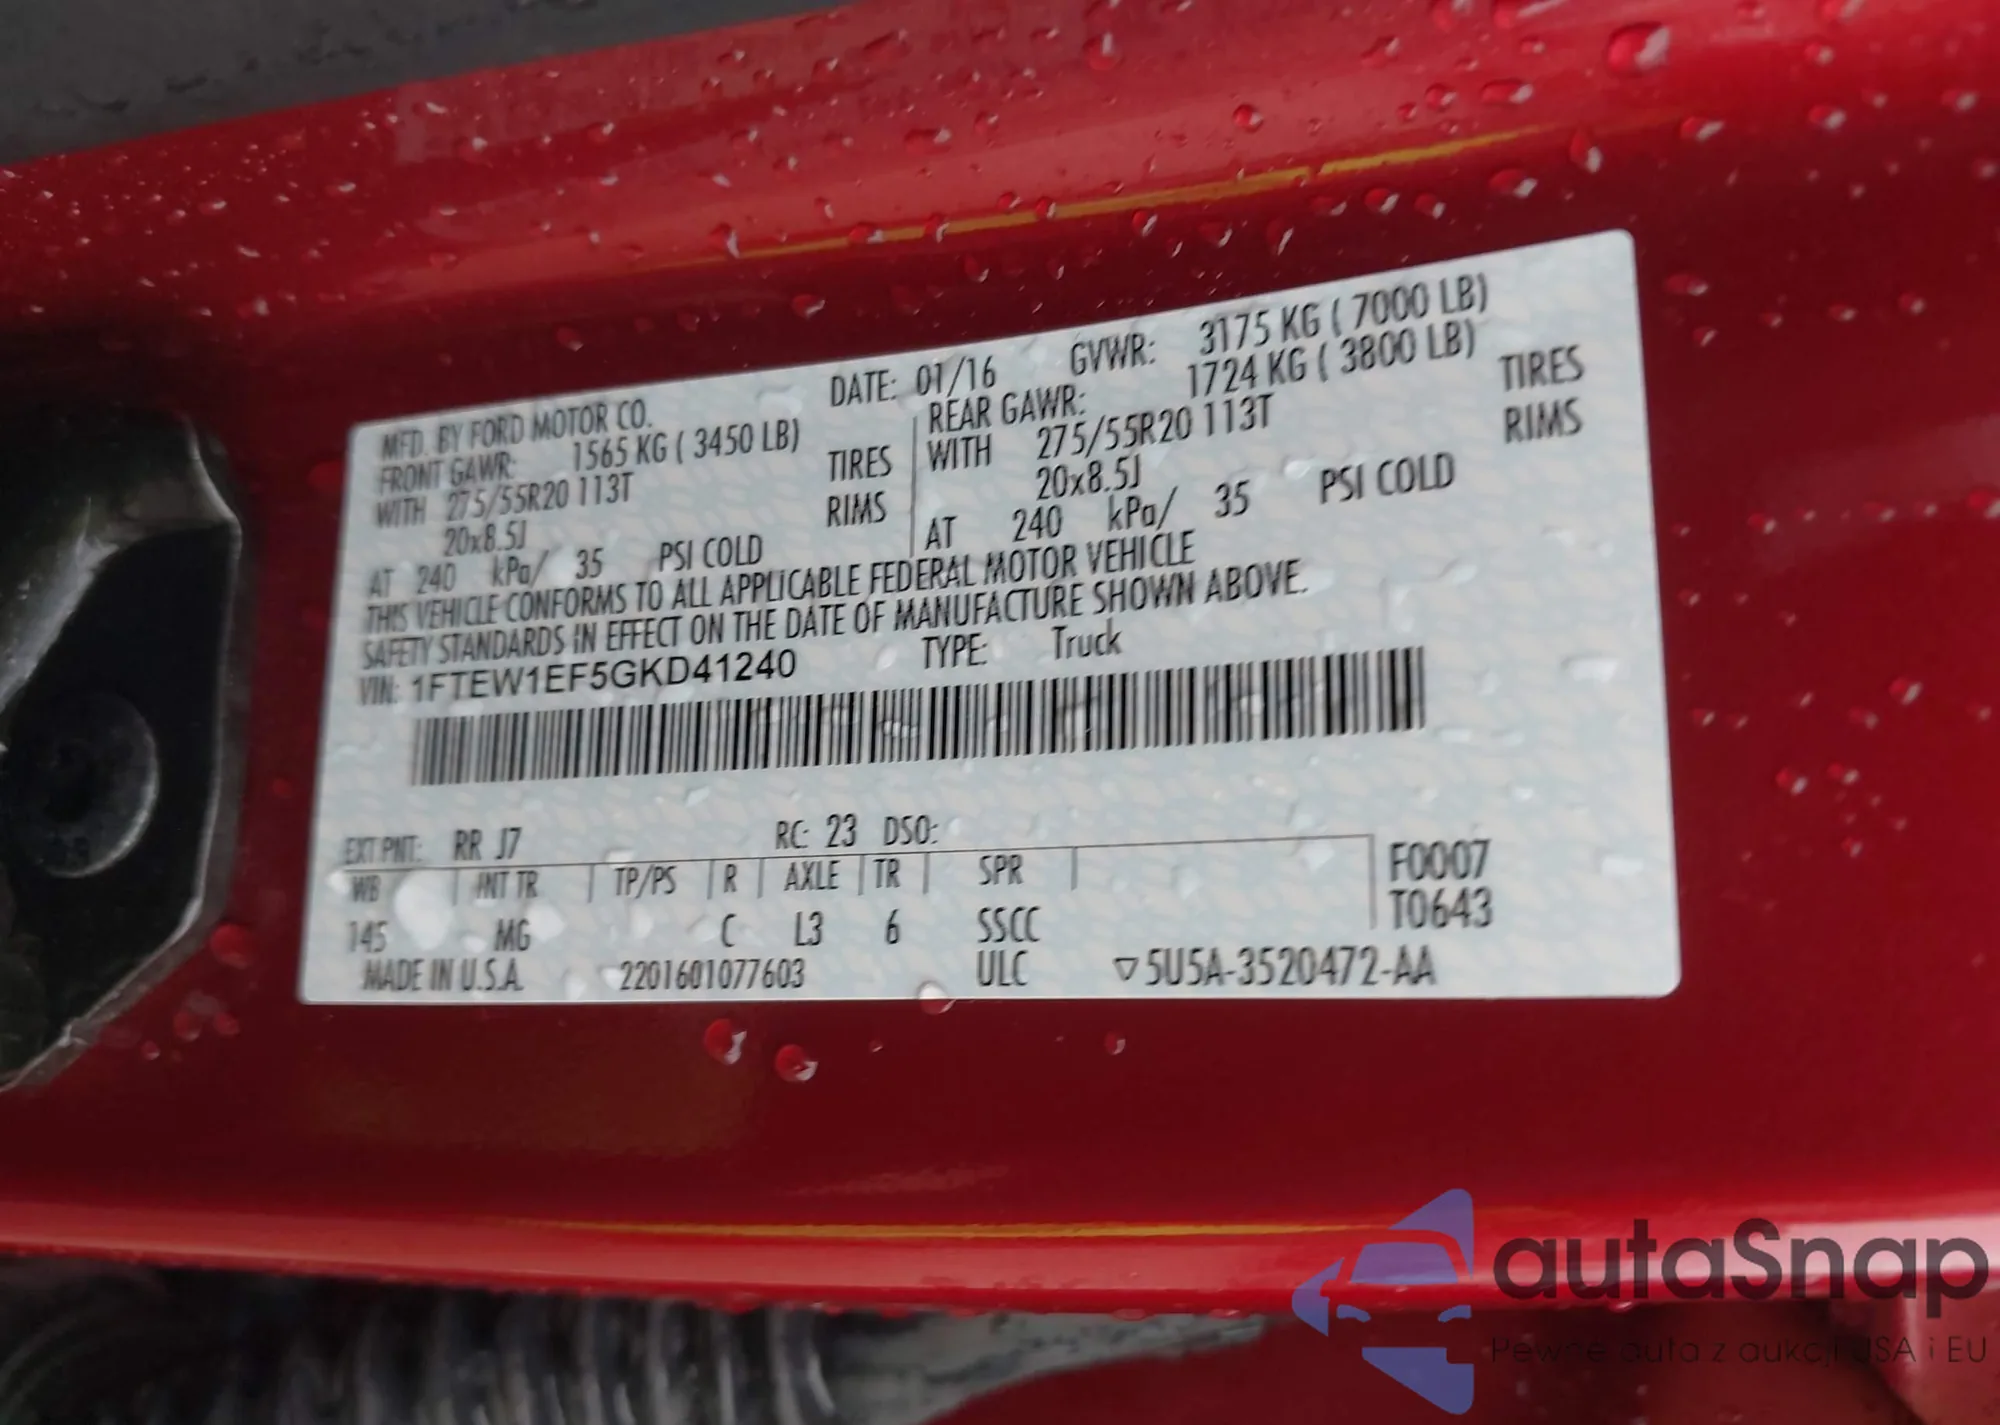 MFD. BY FORD MOTOR CO. DATE: 01/16 GVWR: 3175 KG ( 7000 LB)
FRONT GAWR: 1565 KG ( 3450 LB) REAR GAWR: 1724 KG ( 3800 LB)
WITH 275/55R20 113T TIRES WITH 275/55R20 113T TIRES
20x8.5J RIMS 20x8.5J RIMS
AT 240 kPa/ 35 PSI COLD AT 240 kPa/ 35 PSI COLD
THIS VEHICLE CONFORMS TO ALL APPLICABLE FEDERAL MOTOR VEHICLE
SAFETY STANDARDS IN EFFECT ON THE DATE OF MANUFACTURE SHOWN ABOVE.
VIN: 1FTEW1EF5GKD41240 TYPE: Truck
EXT PNT: RR J7 RC: 23 DSO:
WB INT TR TP/PS R AXLE TR SPR F0007
145 MG C L3 6 SSCC T0643
MADE IN U.S.A. 2201601077603 ULC ▽5U5A-3520472-AA
autaSnap
Pewne auta z aukcji USA i EU